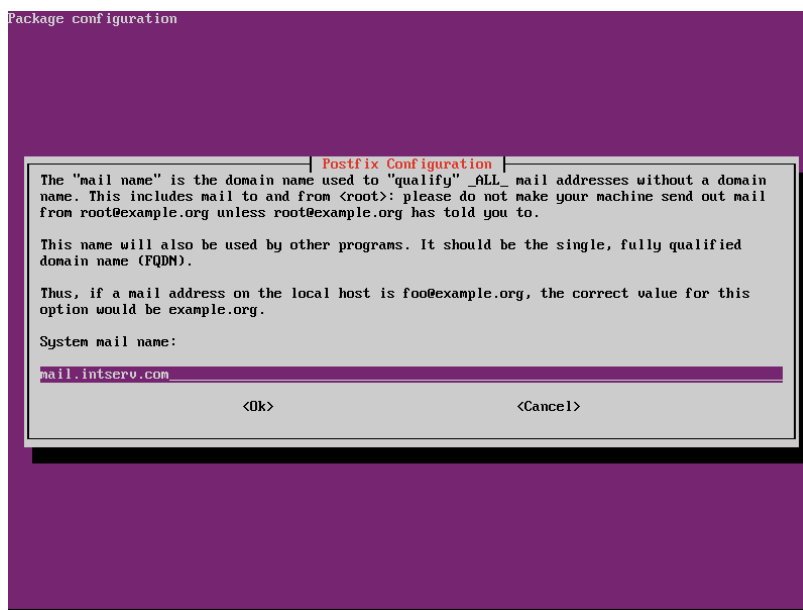 Package configuration
Postfix Configuration
The "mail name" is the domain name used to "qualify" _ALL_ mail addresses without a domain
name. This includes mail to and from <root>: please do not make your machine send out mail
from root@example.org unless root@example.org has told you to.
This name will also be used by other programs. It should be the single, fully qualified
domain name (FQDN).
Thus, if a mail address on the local host is foo@example.org, the correct value for this
option would be example.org.
System mail name:
mail.intserv.com
<Ok> <Cancel>